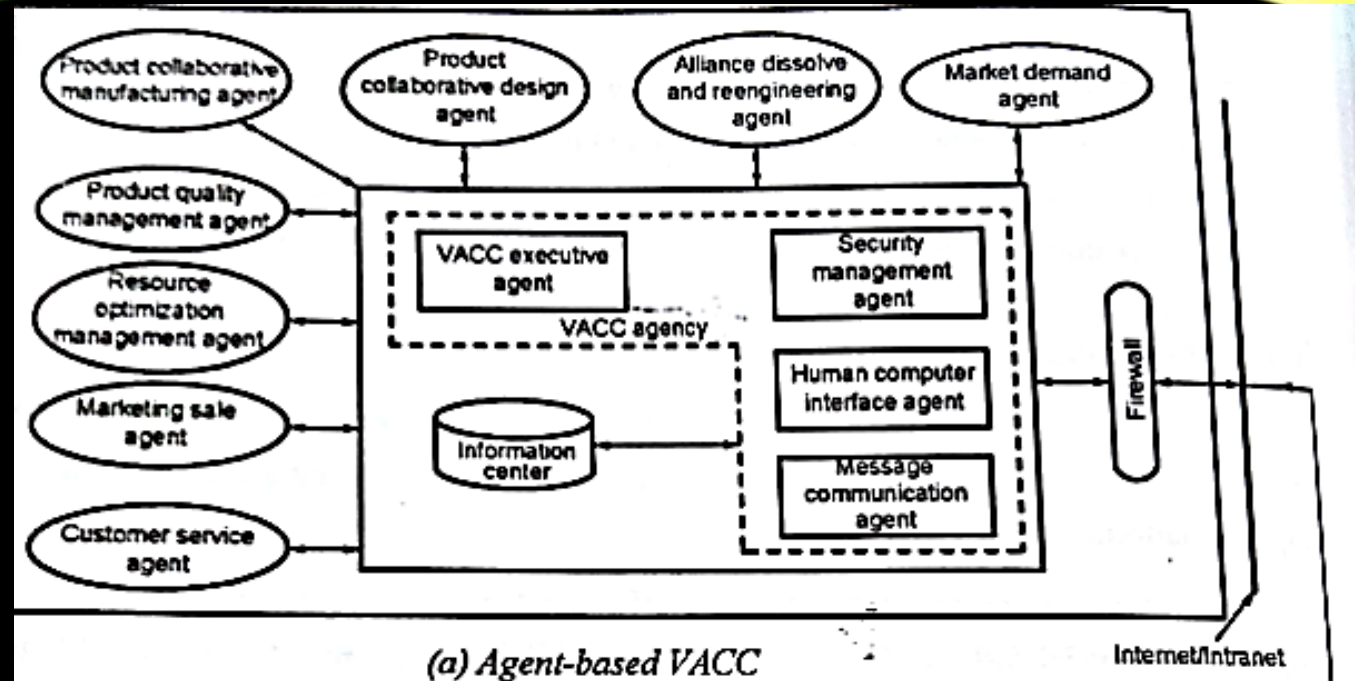 Product collaborative
manufacturing agent
Product
collaborative design
agent
Alliance dissolve
and reengineering
agent
Market demand
agent
Product quality
management agent
Resource
optimization
management agent
Marketing sale
agent
Customer service
agent
VACC executive
agent
VACC agency
Security
management
agent
Human computer
interface agent
Message
communication
agent
Information
center
Firewall
Internet/Intranet
(a) Agent-based VACC